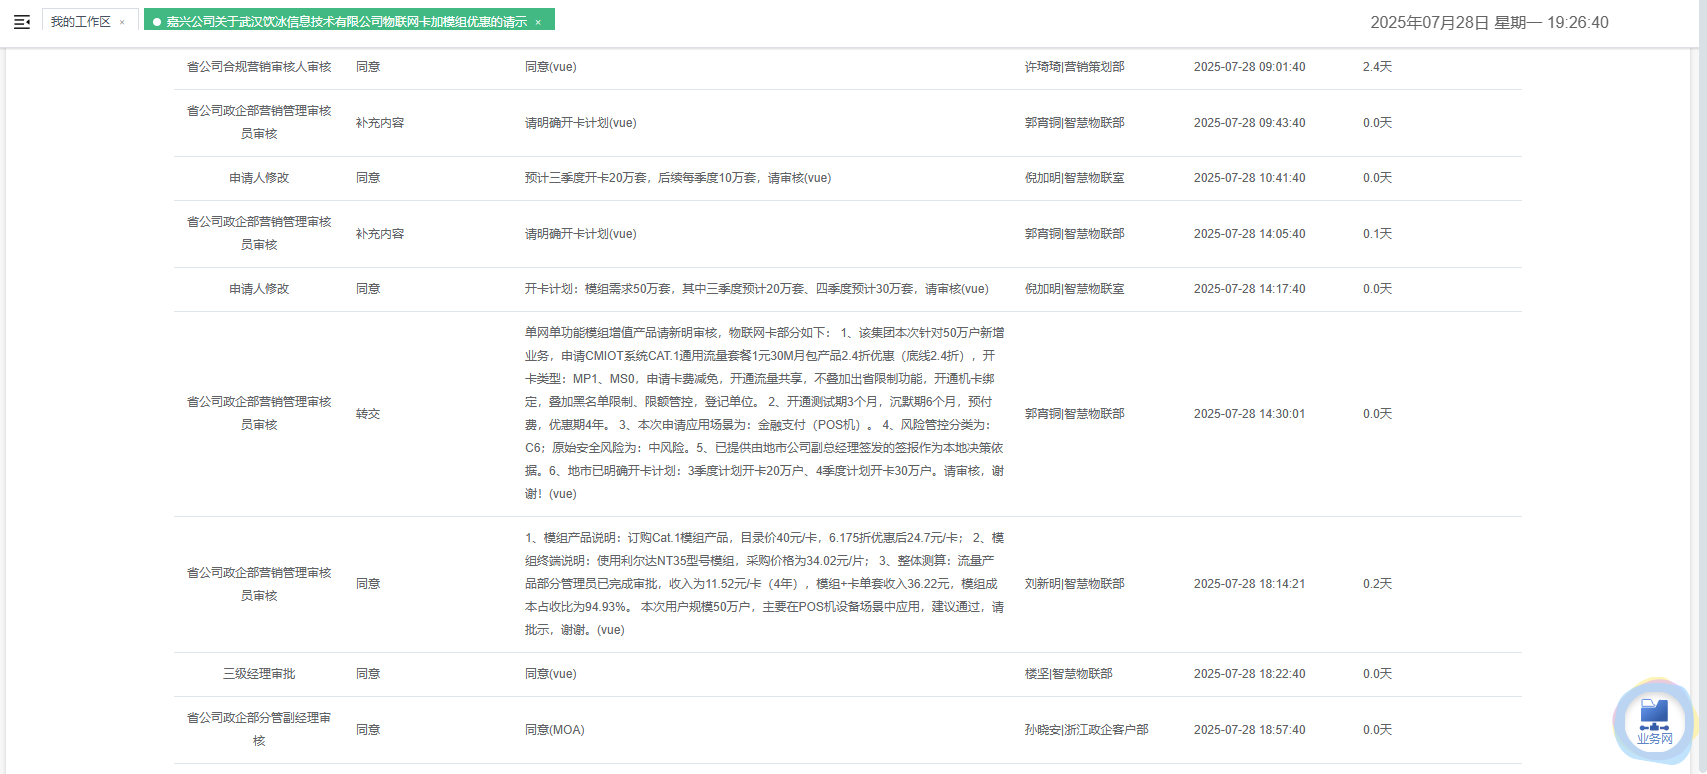 我的工作区 ×
嘉兴公司关于武汉饮冰信息技术有限公司物联网卡加模组优惠的请示 ×
2025年07月28日 星期一 19:26:40
省公司合规营销审核人审核 同意 同意(vue) 许琦琦|营销策划部 2025-07-28 09:01:40 2.4天
省公司政企部营销管理审核
员审核
补充内容 请明确开卡计划(vue) 郭宵铜|智慧物联部 2025-07-28 09:43:40 0.0天
申请人修改 同意 预计三季度开卡20万套，后续每季度10万套，请审核(vue) 倪加明|智慧物联室 2025-07-28 10:41:40 0.0天
省公司政企部营销管理审核
员审核
补充内容 请明确开卡计划(vue) 郭宵铜|智慧物联部 2025-07-28 14:05:40 0.1天
申请人修改 同意 开卡计划：模组需求50万套，其中三季度预计20万套、四季度预计30万套，请审核(vue) 倪加明|智慧物联室 2025-07-28 14:17:40 0.0天
省公司政企部营销管理审核
员审核
转交
单网单功能模组增值产品请新明审核，物联网卡部分如下： 1、该集团本次针对50万户新增
业务，申请CMIOT系统CAT.1通用流量套餐1元30M月包产品2.4折优惠（底线2.4折），开
卡类型：MP1、MS0，申请卡费减免，开通流量共享，不叠加出省限制功能，开通机卡绑
定，叠加黑名单限制、限额管控，登记单位。 2、开通测试期3个月，沉默期6个月，预付
费，优惠期4年。 3、本次申请应用场景为：金融支付（POS机）。 4、风险管控分类为：
C6；原始安全风险为：中风险。5、已提供由地市公司副总经理签发的签报作为本地决策依
据。6、地市已明确开卡计划：3季度计划开卡20万户、4季度计划开卡30万户。请审核，谢
谢！(vue)
郭宵铜|智慧物联部 2025-07-28 14:30:01 0.0天
省公司政企部营销管理审核
员审核
同意
1、模组产品说明：订购Cat.1模组产品，目录价40元/卡，6.175折优惠后24.7元/卡； 2、模
组终端说明：使用利尔达NT35型号模组，采购价格为34.02元/片； 3、整体测算：流量产
品部分管理员已完成审批，收入为11.52元/卡（4年），模组+卡单套收入36.22元，模组成
本占收比为94.93%。 本次用户规模50万户，主要在POS机设备场景中应用，建议通过，请
批示，谢谢。(vue)
刘新明|智慧物联部 2025-07-28 18:14:21 0.2天
三级经理审批 同意 同意(vue) 楼坚|智慧物联部 2025-07-28 18:22:40 0.0天
省公司政企部分管副经理审
核
同意 同意(MOA) 孙晓安|浙江政企客户部 2025-07-28 18:57:40 0.0天
业务网